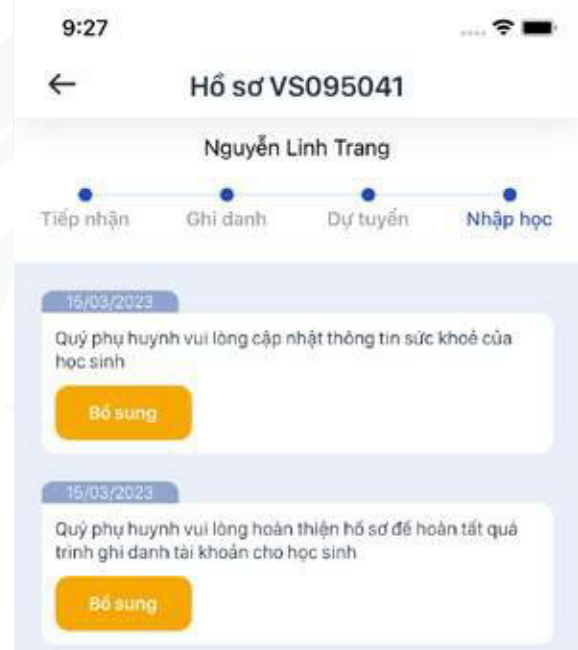 9:27
Hồ sơ VS095041
Nguyễn Linh Trang
Tiếp nhận Ghi danh Dự tuyển Nhập học
15/03/2023
Quý phụ huynh vui lòng cập nhật thông tin sức khoẻ của
học sinh
Bổ sung
15/03/2023
Quý phụ huynh vui lòng hoàn thiện hồ sơ để hoàn tất quá
trình ghi danh tài khoản cho học sinh
Bổ sung